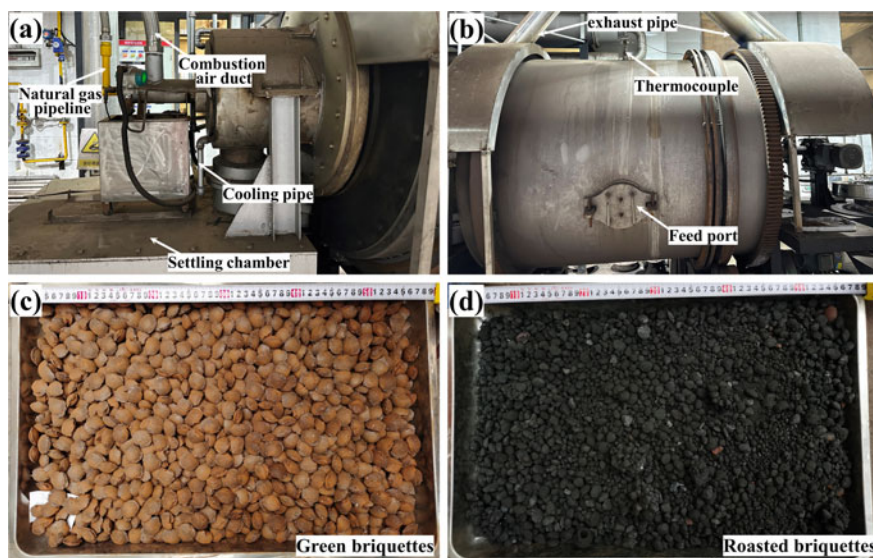 (a)
Combustion
air duct
Natural gas
pipeline
Cooling pipe
Settling chamber
(b)
exhaust pipe
Thermocouple
Feed port
(c)
Green briquettes
(d)
Roasted briquettes